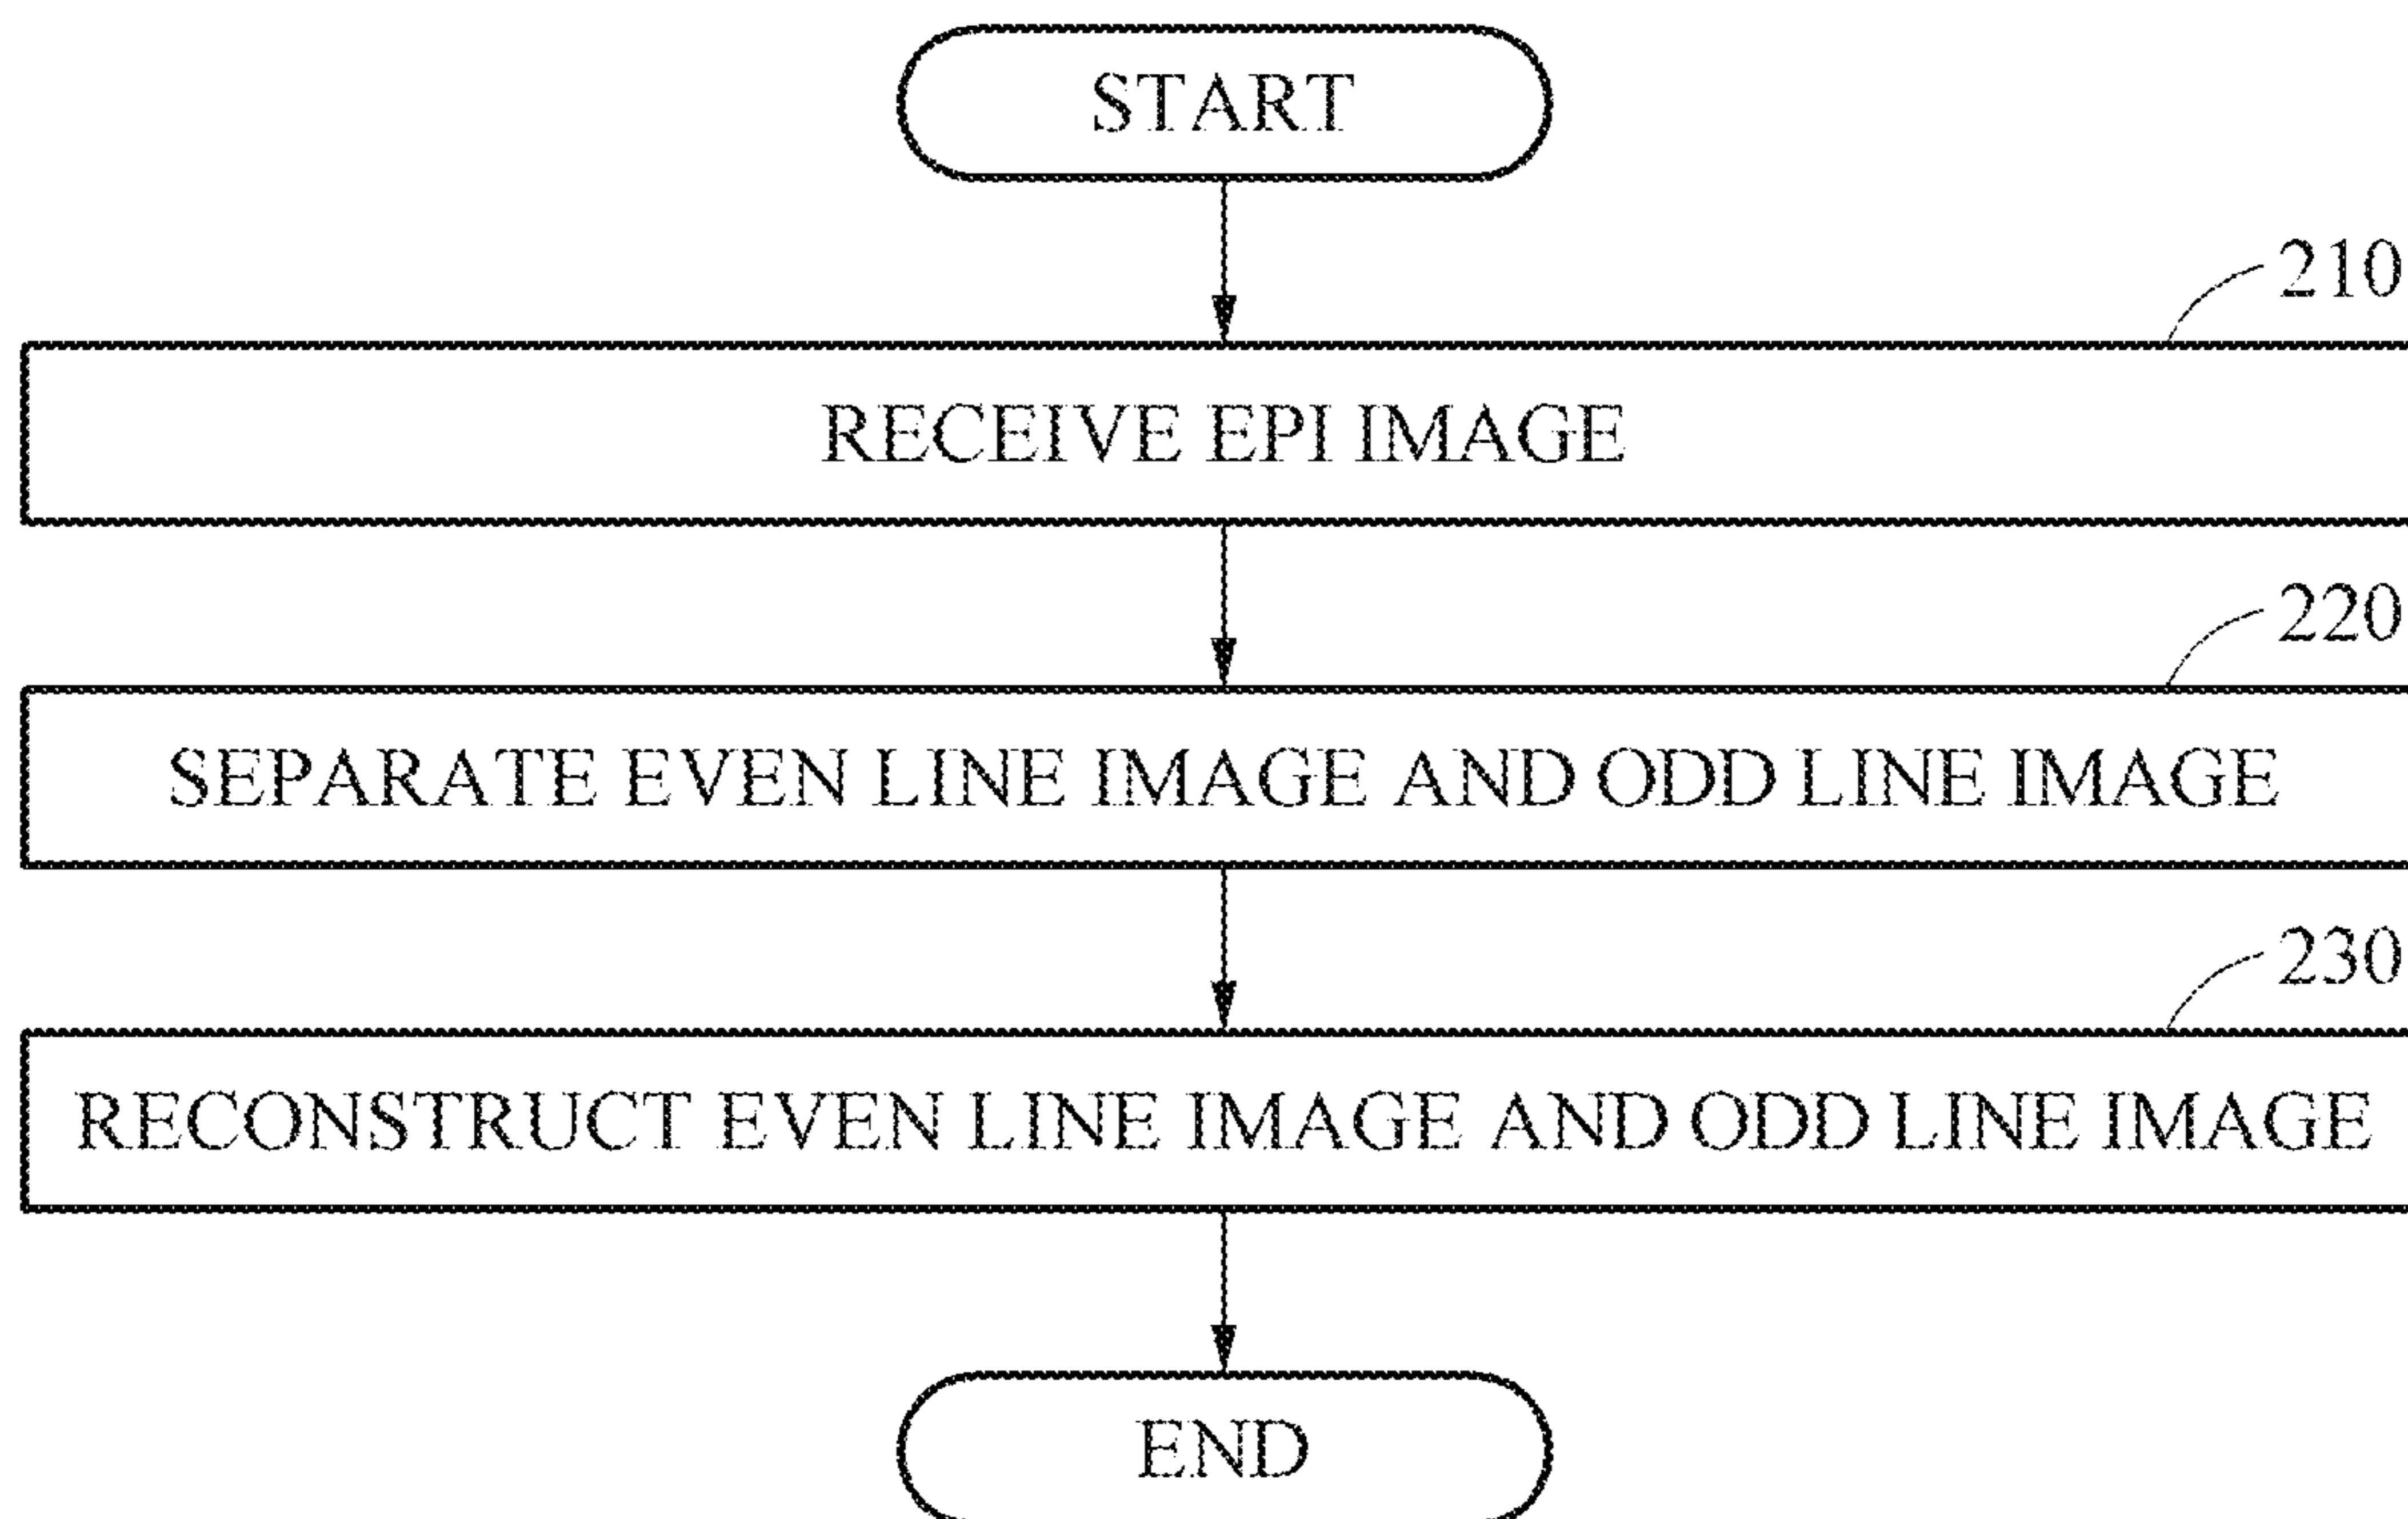 START
210
RECEIVE EPI IMAGE
220
SEPARATE EVEN LINE IMAGE AND ODD LINE IMAGE
230
RECONSTRUCT EVEN LINE IMAGE AND ODD LINE IMAGE
END